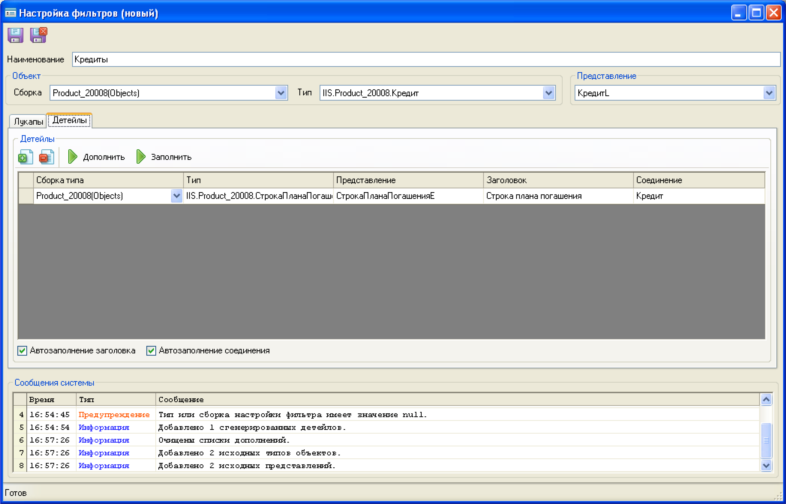 Настройка фильтров (новый)
Наименование Кредиты
Объект Представление
Сборка Product_20008(Objects) Тип IIS.Product_20008.Кредит КредитL
Лукапы Детейлы
Детейлы
Дополнить Заполнить
Сборка типа Тип Представление Заголовок Соединение
Product_20008(Objects) IIS.Product_20008.СтрокаПланаПогаш СтрокаПланаПогашенияE Строка плана погашения Кредит
Автозаполнение заголовка Автозаполнение соединения
Сообщения системы
Время Тип Сообщение
4 16:54:45 Предупреждение Тип или сборка настройки фильтра имеет значение null.
5 16:54:54 Информация Добавлено 1 сгенерированных детейлов.
6 16:57:26 Информация Очищены списки дополнений.
7 16:57:26 Информация Добавлено 2 исходных типов объектов.
8 16:57:26 Информация Добавлено 2 исходных представлений.
Готов